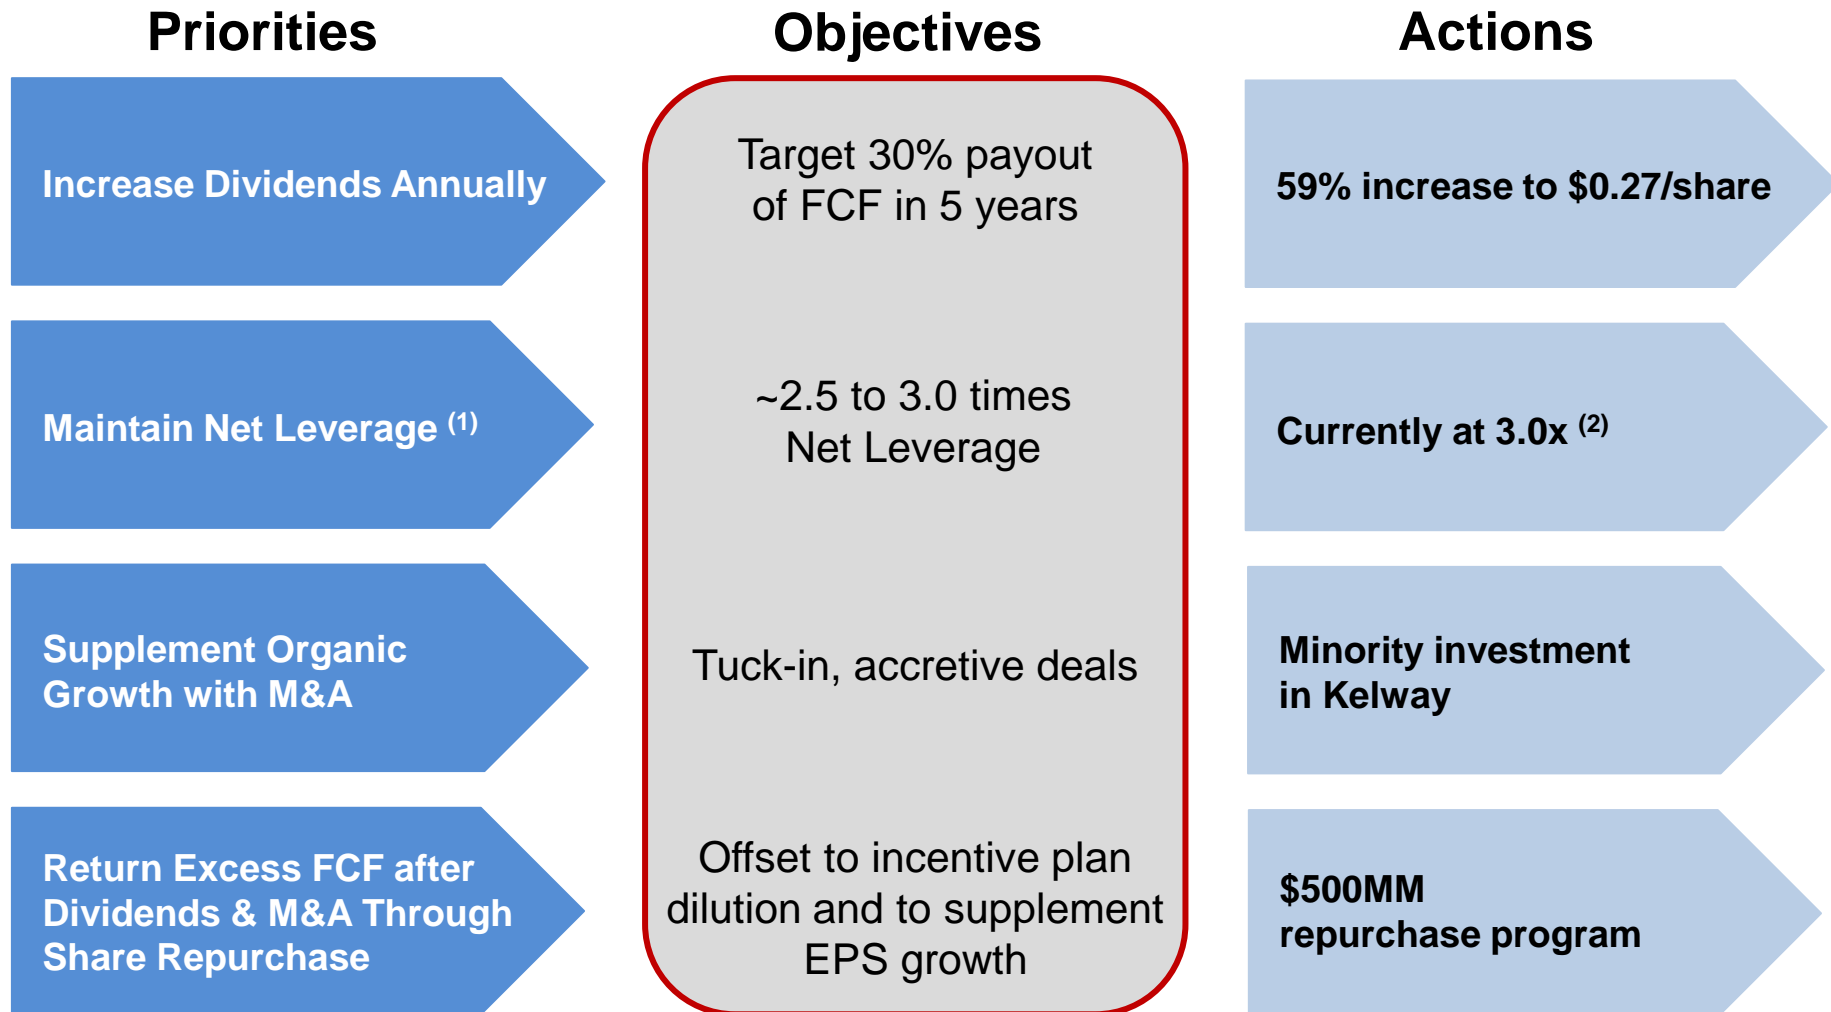 Priorities
Objectives
Actions
Increase Dividends Annually
Target 30% payout
of FCF in 5 years
59% increase to $0.27/share
Maintain Net Leverage (1)
~2.5 to 3.0 times
Net Leverage
Currently at 3.0x (2)
Supplement Organic
Growth with M&A
Tuck-in, accretive deals
Minority investment
in Kelway
Return Excess FCF after
Dividends & M&A Through
Share Repurchase
Offset to incentive plan
dilution and to supplement
EPS growth
$500MM
repurchase program